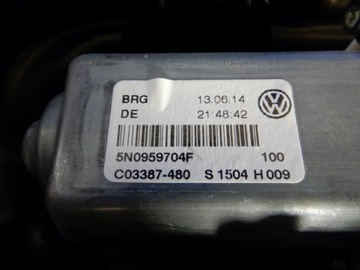 BRG 13.06.14
DE 21:48:42
5N0959704F 100
C03387-480 S 1504 H 009